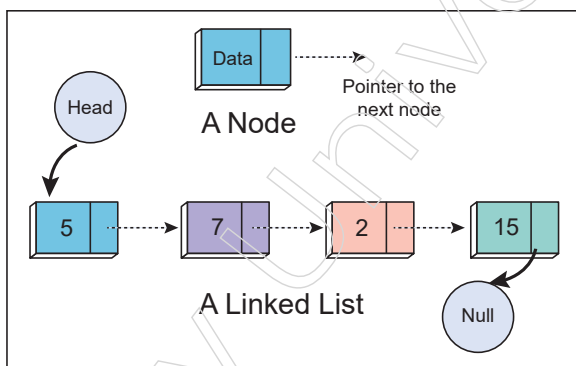 Data
Pointer to the
next node
Head
A Node
5
7
2
15
A Linked List
Null